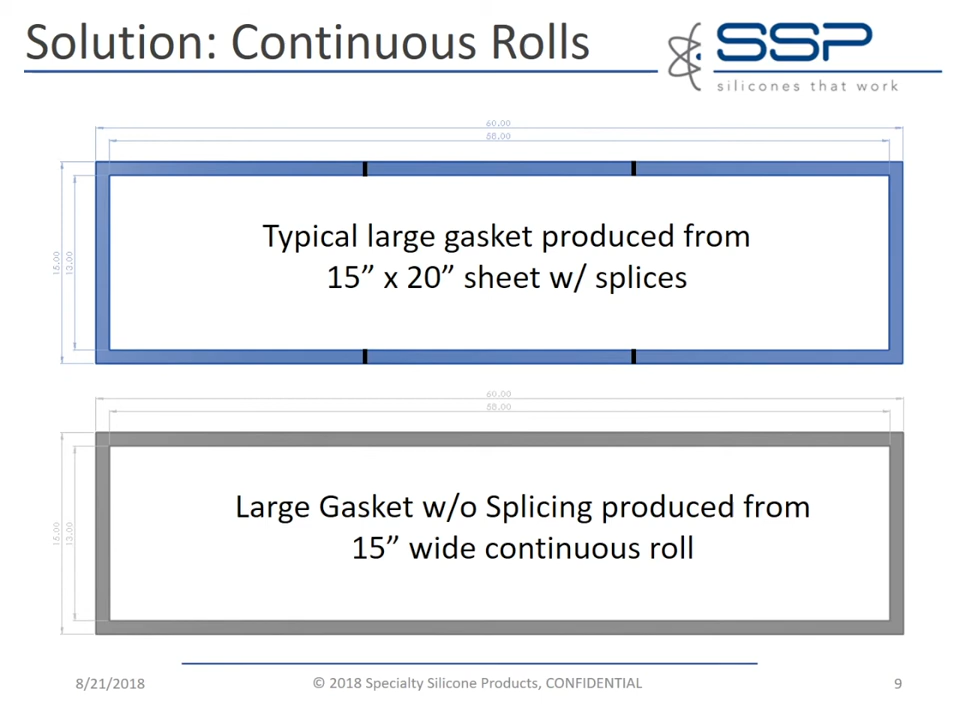 Solution: Continuous Rolls
SSP
silicones that work
60.00
58.00
15.00
13.00
Typical large gasket produced from
15” x 20” sheet w/ splices
60.00
58.00
15.00
13.00
Large Gasket w/o Splicing produced from
15” wide continuous roll
8/21/2018
© 2018 Specialty Silicone Products, CONFIDENTIAL
9